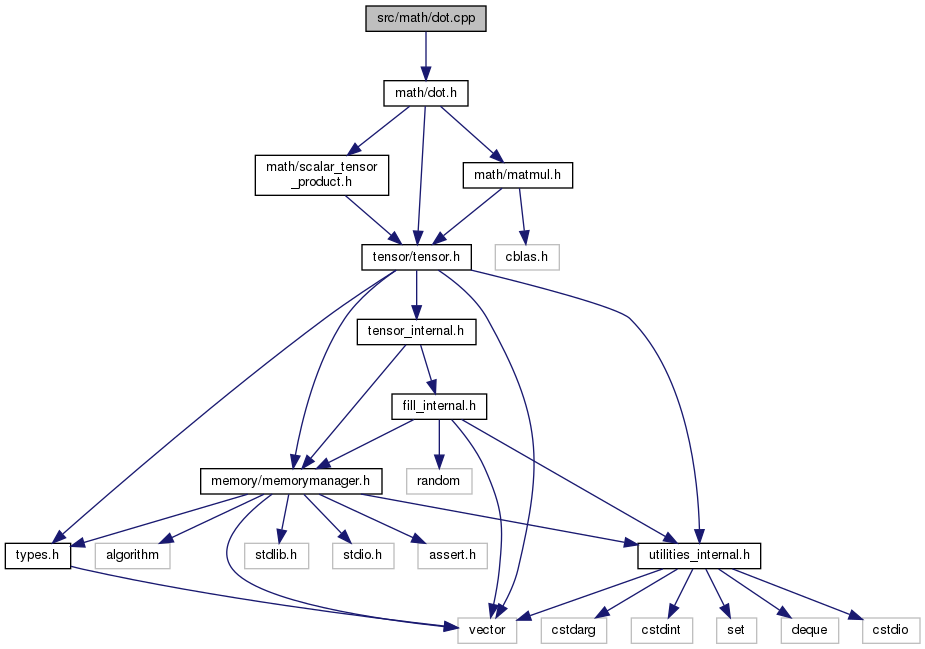 src/math/dot.cpp
math/dot.h
math/scalar_tensor
_product.h
math/matmul.h
tensor/tensor.h
cblas.h
tensor_internal.h
fill_internal.h
memory/memorymanager.h
random
types.h
algorithm
stdlib.h
stdio.h
assert.h
utilities_internal.h
vector
cstdarg
cstdint
set
deque
cstdio